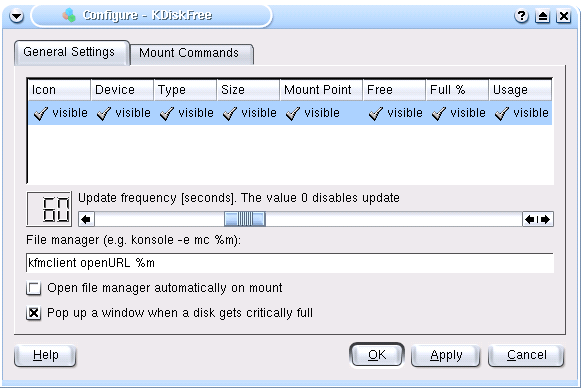 Configure - KDiskFree
General Settings Mount Commands
Icon Device Type Size Mount Point Free Full % Usage
visible visible visible visible visible visible visible visible
Update frequency [seconds]. The value 0 disables update
60
File manager (e.g. konsole -e mc %m):
kfmclient openURL %m
Open file manager automatically on mount
Pop up a window when a disk gets critically full
Help OK Apply Cancel